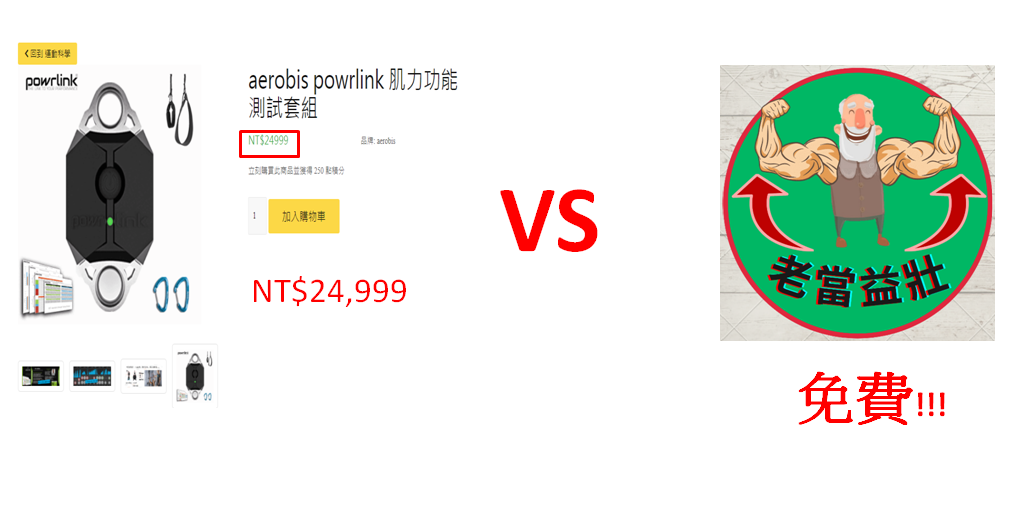 ❮ 回到 運動科學
powrlink
aerobis powrlink 肌力功能
測試套組
NT$24999
品牌: aerobis
立刻購買此商品並獲得 250 點積分
1
加入購物車
NT$24,999
VS
老當益壯
免費!!!